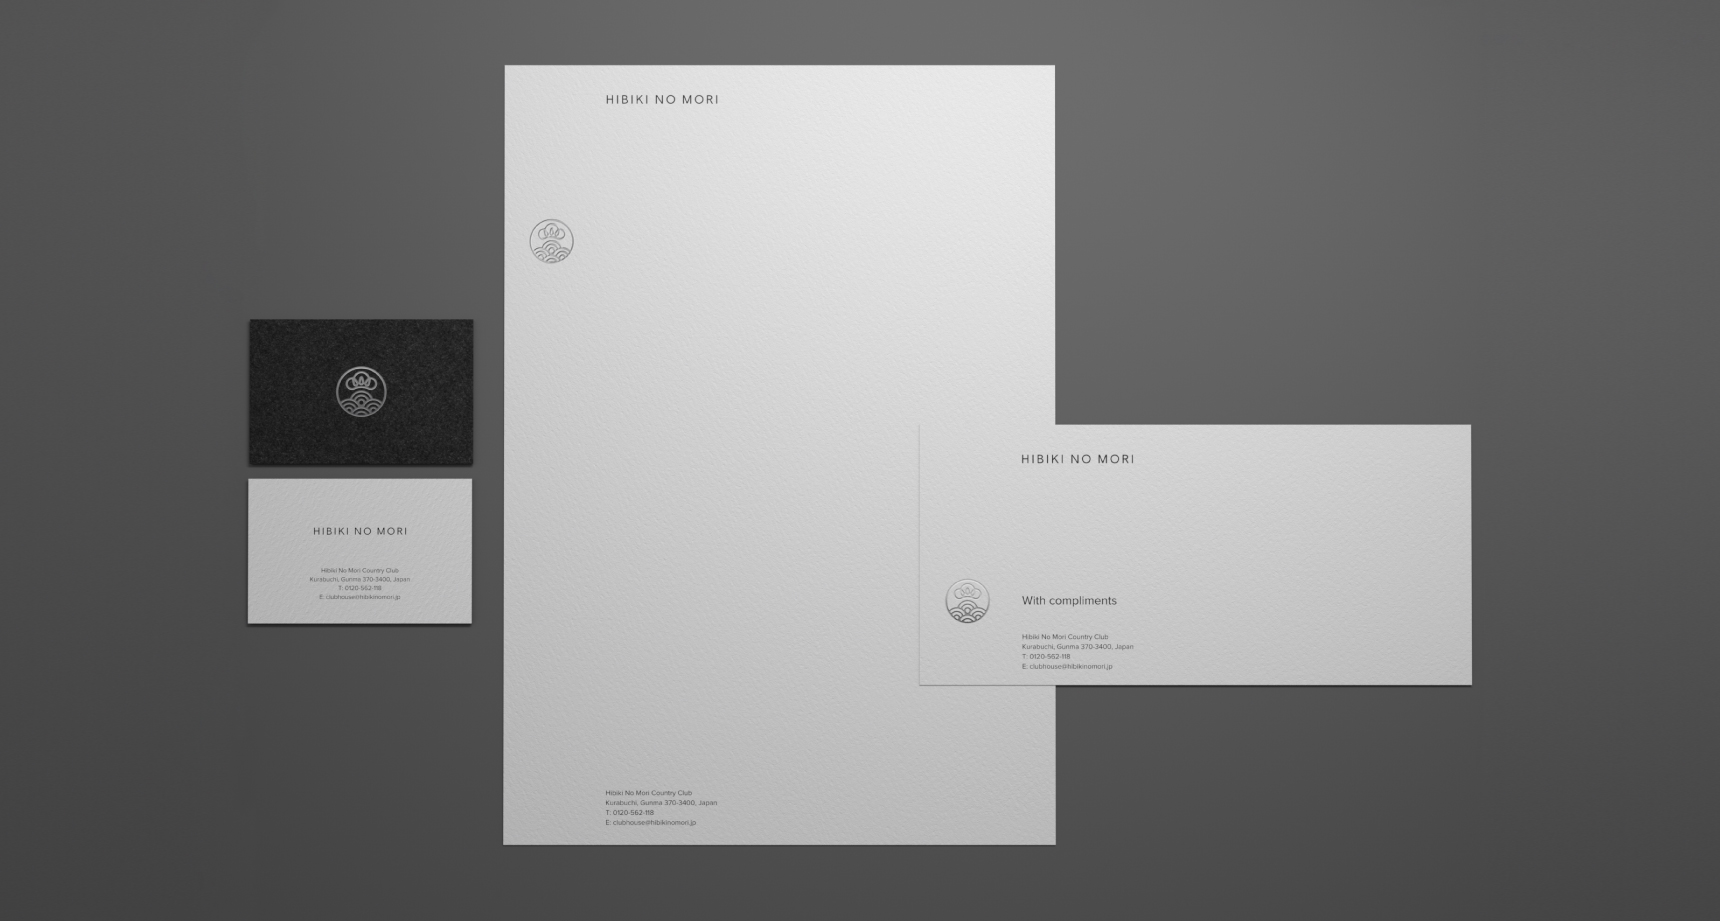 HIBIKI NO MORI
Hibiki No Mori Country Club
Kurabuchi, Gunma 370-3400, Japan
T: 0120-562-118
E: clubhouse@hibikinomori.jp
HIBIKI NO MORI
Hibiki No Mori Country Club
Kurabuchi, Gunma 370-3400, Japan
T: 0120-562-118
E: clubhouse@hibikinomori.jp
HIBIKI NO MORI
With compliments
Hibiki No Mori Country Club
Kurabuchi, Gunma 370-3400, Japan
T: 0120-562-118
E: clubhouse@hibikinomori.jp